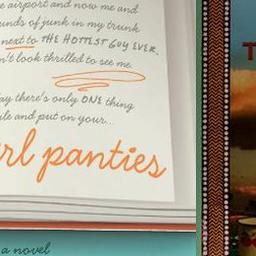 e airport and now me and
unds of junk in my trunk
next to THE HOTTEST GUY EVER,
n't look thrilled to see me.
ay there's only ONE thing
ile and put on your...
rl panties
a novel
T